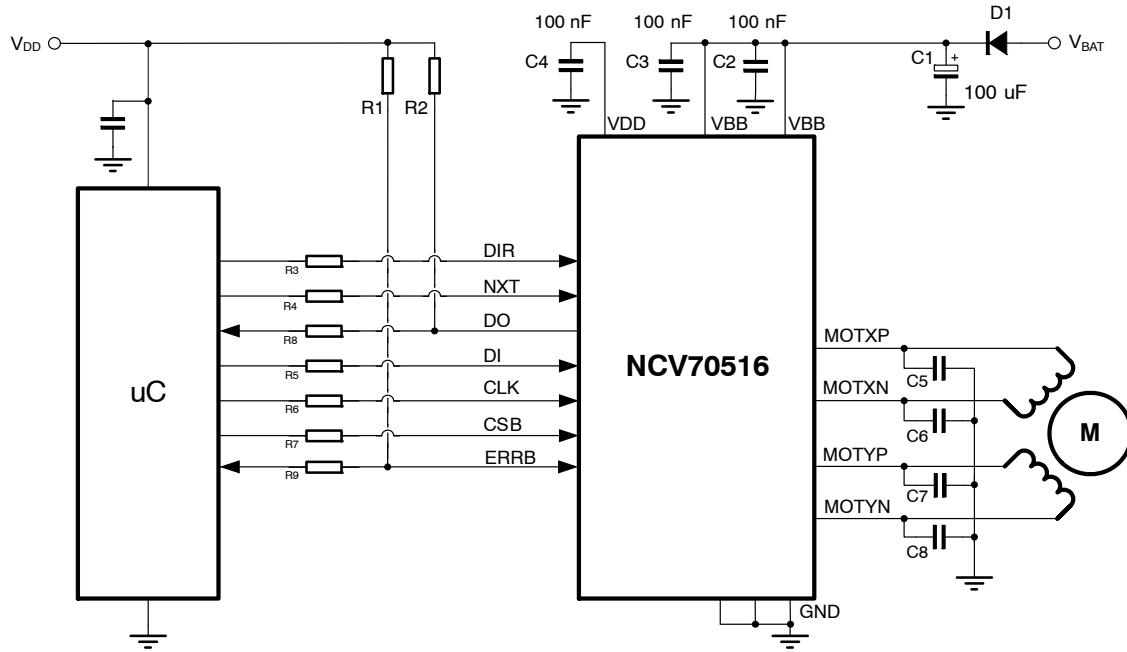 100 nF 100 nF 100 nF D1
VDD VBAT
C4 C3 C2 C1 +
100 uF
R1 R2
VDD VBB VBB
DIR
R3
NXT
R4
DO
R8
DI
R5
CLK
R6
CSB
R7
ERRB
R9
uC
NCV70516
MOTXP
C5
MOTXN
C6
MOTYP
C7
MOTYN
C8
M
GND